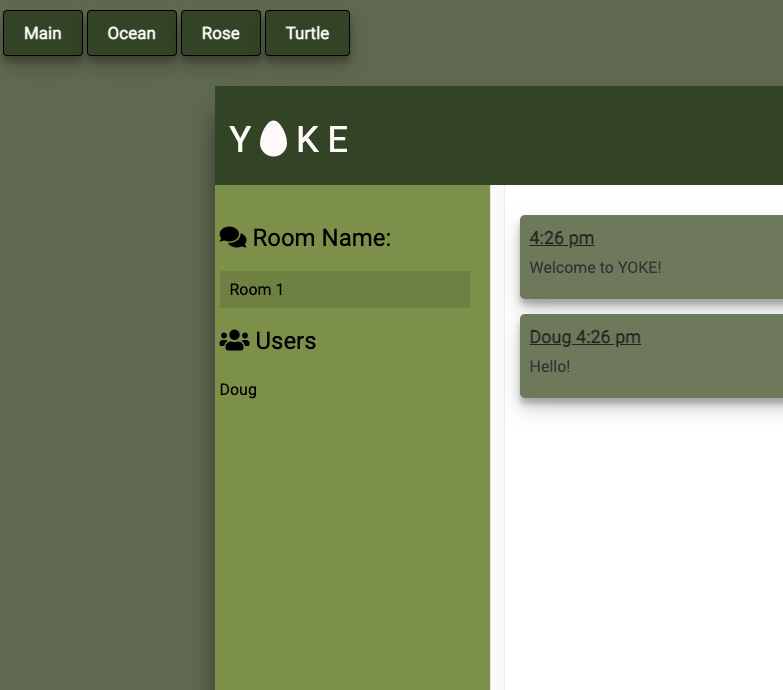 Main Ocean Rose Turtle
Y KE
Room Name:
Room 1
Users
Doug
4:26 pm
Welcome to YOKE!
Doug 4:26 pm
Hello!